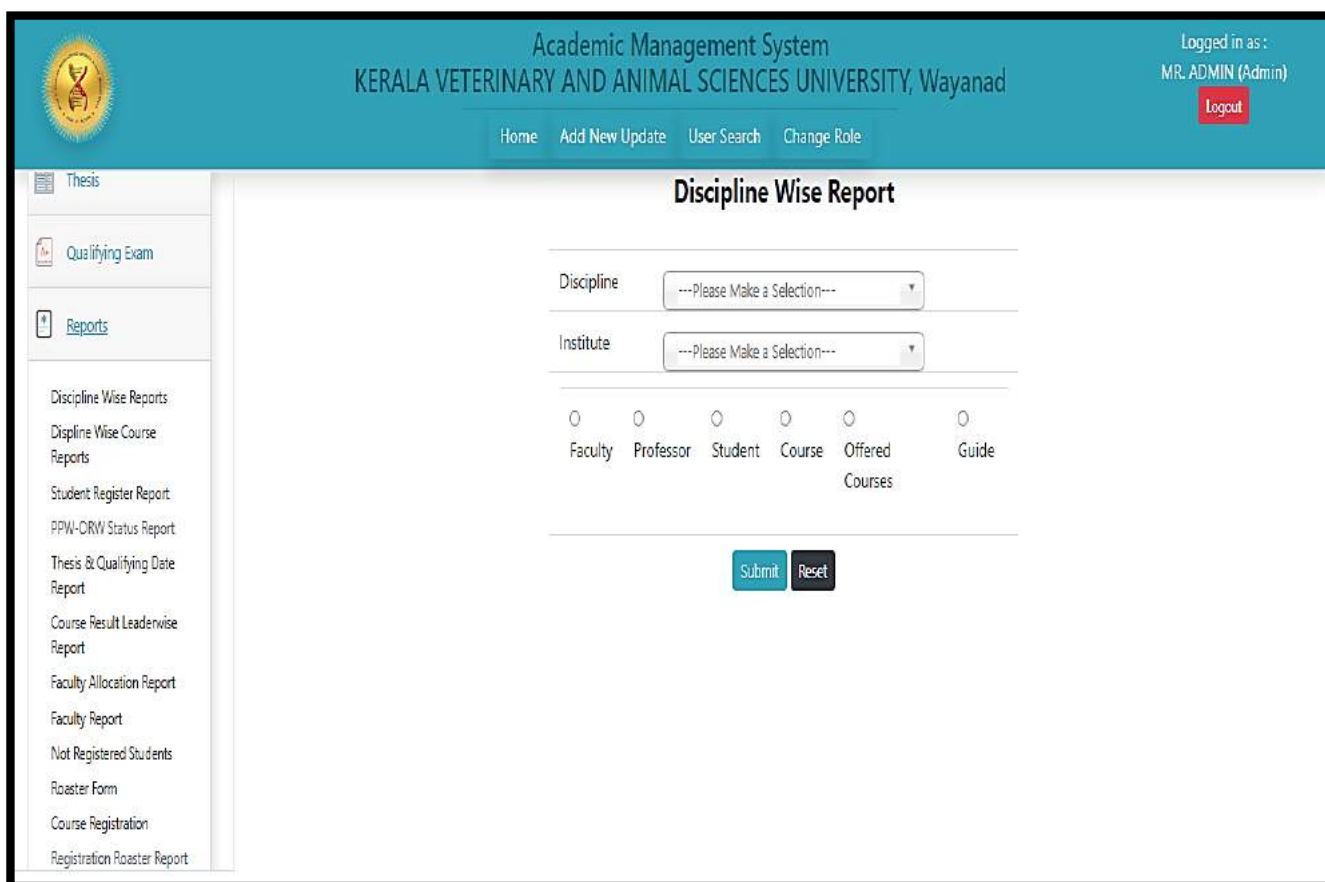 Academic Management System
KERALA VETERINARY AND ANIMAL SCIENCES UNIVERSITY, Wayanad
Logged in as :
MR. ADMIN (Admin)
Logout
Home Add New Update User Search Change Role
Thesis
Qualifying Exam
Reports
Discipline Wise Reports
Displine Wise Course
Reports
Student Register Report
PPW-ORW Status Report
Thesis & Qualifying Date
Report
Course Result Leaderwise
Report
Faculty Allocation Report
Faculty Report
Not Registered Students
Roaster Form
Course Registration
Registration Roaster Report
Discipline Wise Report
Discipline ---Please Make a Selection---
Institute ---Please Make a Selection---
Faculty Professor Student Course Offered Guide
Courses
Submit Reset